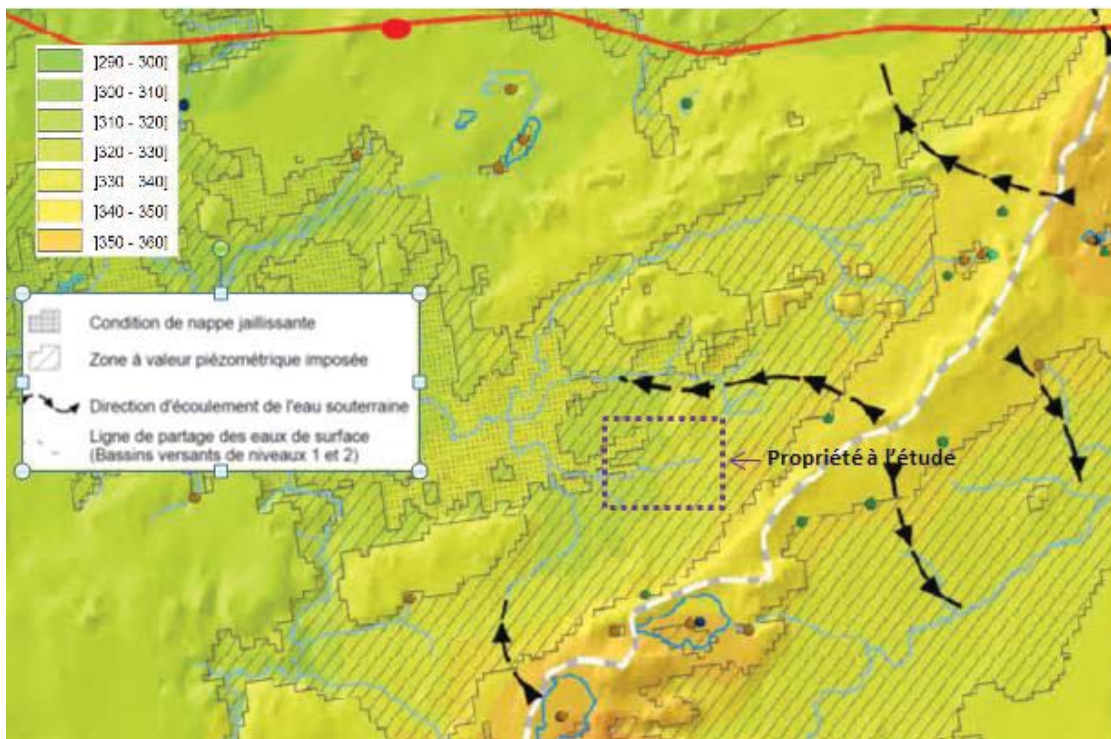 ]290 - 300]
]300 - 310]
]310 - 320]
]320 - 330]
]330 - 340]
]340 - 350]
]350 - 360]
Condition de nappe jaillissante
Zone à valeur pièzométrique imposée
Direction d'écoulement de l'eau souterraine
Ligne de partage des eaux de surface
(Bassins versants de niveaux 1 et 2)
Propriété à l'étude